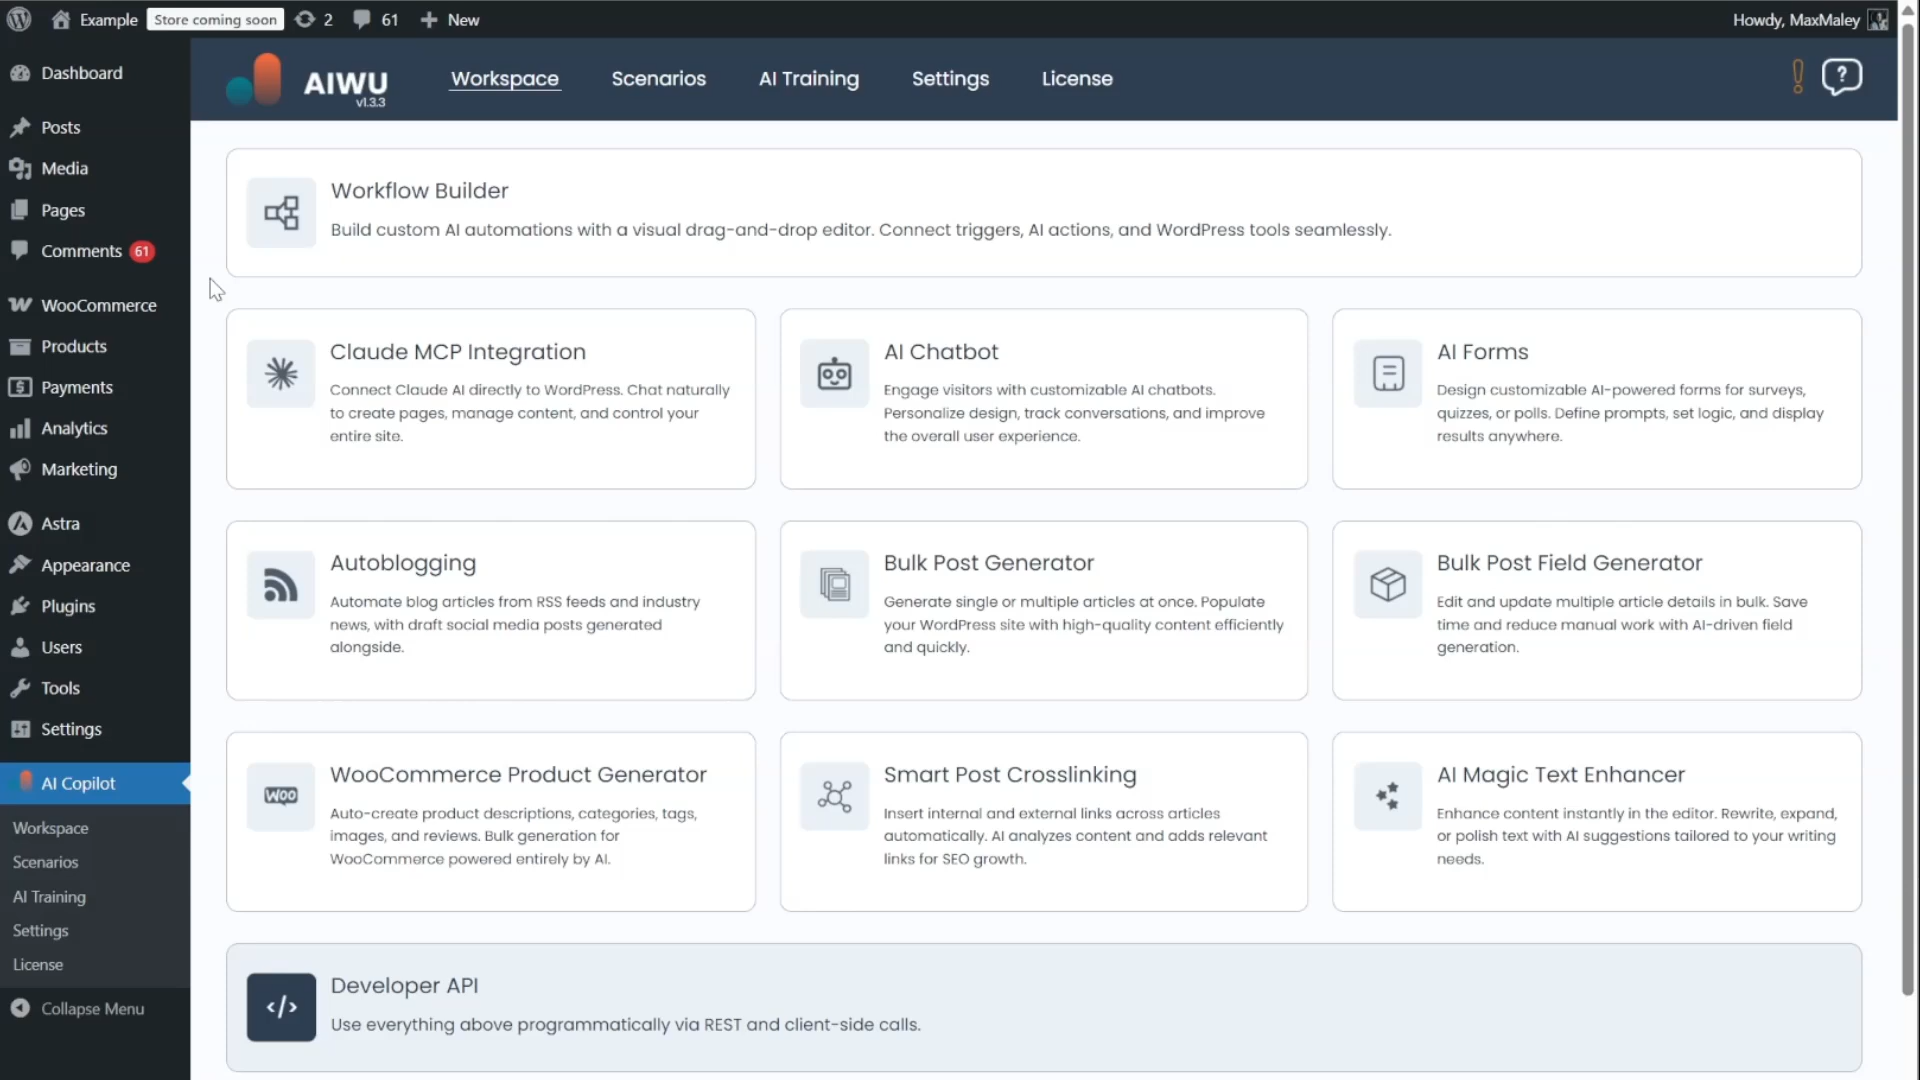 Example
Store coming soon
2
61
New
Howdy, MaxMaley
Dashboard
Posts
Media
Pages
Comments 61
WooCommerce
Products
Payments
Analytics
Marketing
Astra
Appearance
Plugins
Users
Tools
Settings
AI Copilot
Workspace
Scenarios
AI Training
Settings
License
Collapse Menu
AIWU
v1.3.3
Workspace
Scenarios
AI Training
Settings
License
Workflow Builder
Build custom AI automations with a visual drag-and-drop editor. Connect triggers, AI actions, and WordPress tools seamlessly.
Claude MCP Integration
Connect Claude AI directly to WordPress. Chat naturally
to create pages, manage content, and control your
entire site.
AI Chatbot
Engage visitors with customizable AI chatbots.
Personalize design, track conversations, and improve
the overall user experience.
AI Forms
Design customizable AI-powered forms for surveys,
quizzes, or polls. Define prompts, set logic, and display
results anywhere.
Autoblogging
Automate blog articles from RSS feeds and industry
news, with draft social media posts generated
alongside.
Bulk Post Generator
Generate single or multiple articles at once. Populate
your WordPress site with high-quality content efficiently
and quickly.
Bulk Post Field Generator
Edit and update multiple article details in bulk. Save
time and reduce manual work with AI-driven field
generation.
WOO
WooCommerce Product Generator
Auto-create product descriptions, categories, tags,
images, and reviews. Bulk generation for
WooCommerce powered entirely by AI.
Smart Post Crosslinking
Insert internal and external links across articles
automatically. AI analyzes content and adds relevant
links for SEO growth.
AI Magic Text Enhancer
Enhance content instantly in the editor. Rewrite, expand,
or polish text with AI suggestions tailored to your writing
needs.
</>
Developer API
Use everything above programmatically via REST and client-side calls.